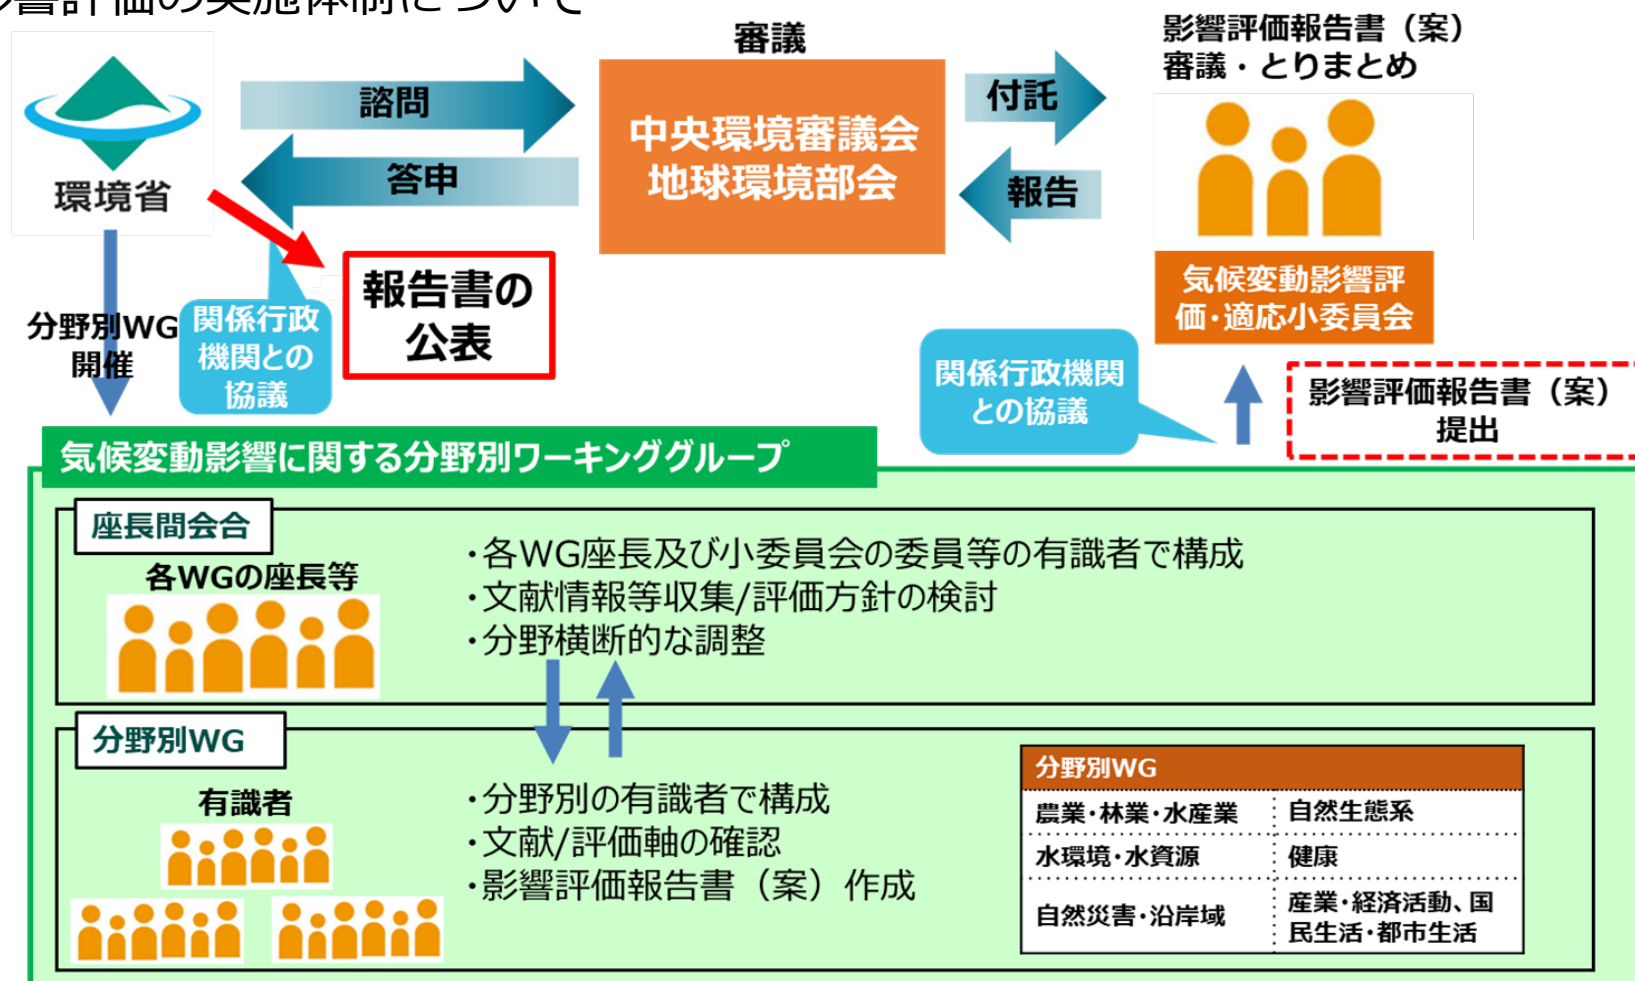 響評価の実施体制について
審議
影響評価報告書（案）
審議・とりまとめ
環境省
諮問
答申
中央環境審議会
地球環境部会
付託
報告
気候変動影響評
価・適応小委員会
報告書の
公表
関係行政
機関との
協議
分野別WG
開催
関係行政機関
との協議
影響評価報告書（案）
提出
気候変動影響に関する分野別ワーキンググループ
座長間会合
各WGの座長等
・各WG座長及び小委員会の委員等の有識者で構成
・文献情報等収集/評価方針の検討
・分野横断的な調整
分野別WG
有識者
・分野別の有識者で構成
・文献/評価軸の確認
・影響評価報告書（案）作成
分野別WG
農業・林業・水産業
自然生態系
水環境・水資源
健康
自然災害・沿岸域
産業・経済活動、国
民生活・都市生活